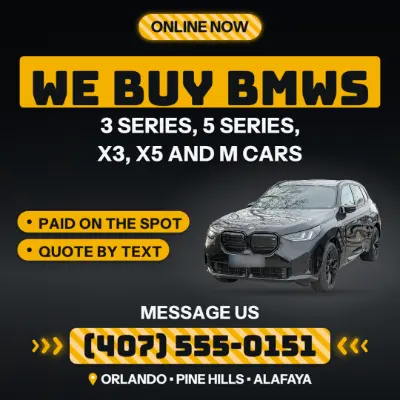 ONLINE NOW
WE BUY BMWS
3 SERIES, 5 SERIES,
X3, X5 AND M CARS
• PAID ON THE SPOT
• QUOTE BY TEXT
MESSAGE US
››› (407) 555-0151 ‹‹‹
ORLANDO • PINE HILLS • ALAFAYA